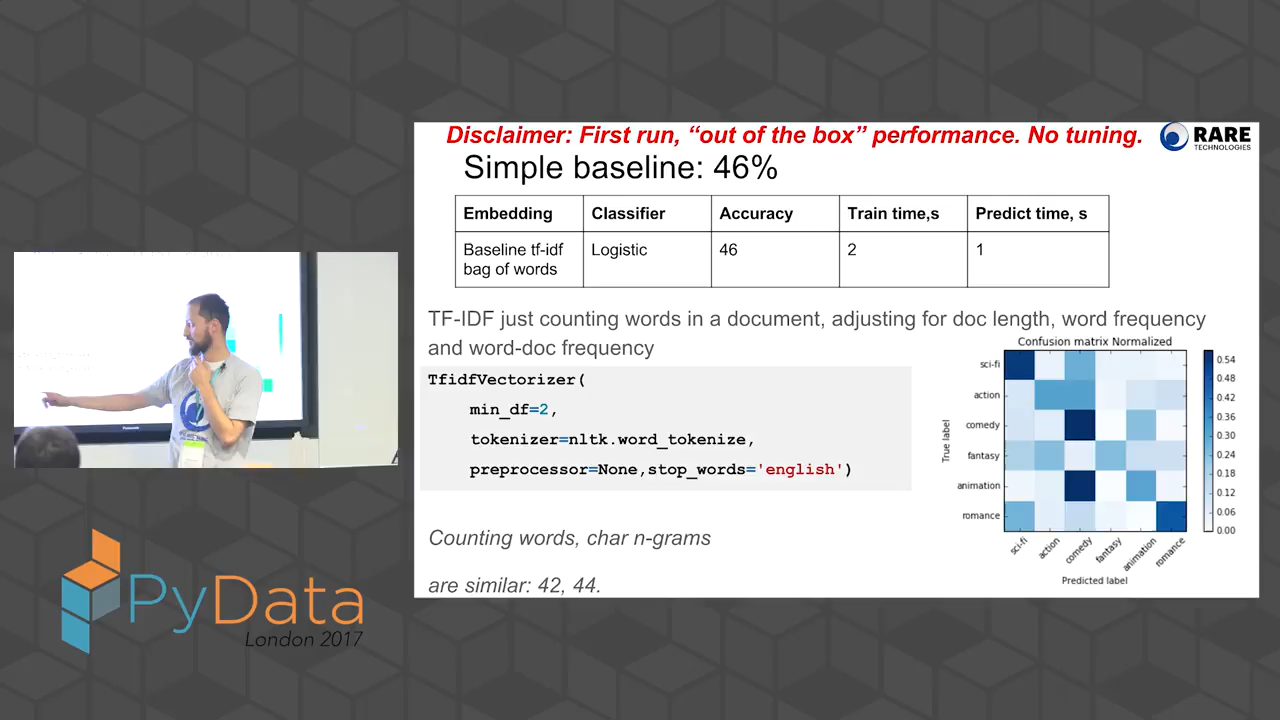 Disclaimer: First run, “out of the box” performance. No tuning.
RARE
TECHNOLOGIES
Simple baseline: 46%
Embedding Classifier Accuracy Train time,s Predict time, s
Baseline tf-idf Logistic 46 2 1
bag of words
TF-IDF just counting words in a document, adjusting for doc length, word frequency
and word-doc frequency
TfidfVectorizer(
min_df=2,
tokenizer=nltk.word_tokenize,
preprocessor=None,stop_words='english')
Counting words, char n-grams
are similar: 42, 44.
Confusion matrix Normalized
True label
sci-fi
action
comedy
fantasy
animation
romance
sci-fi action comedy fantasy animation romance
Predicted label
0.54
0.48
0.42
0.36
0.30
0.24
0.18
0.12
0.06
0.00
PyData
London 2017